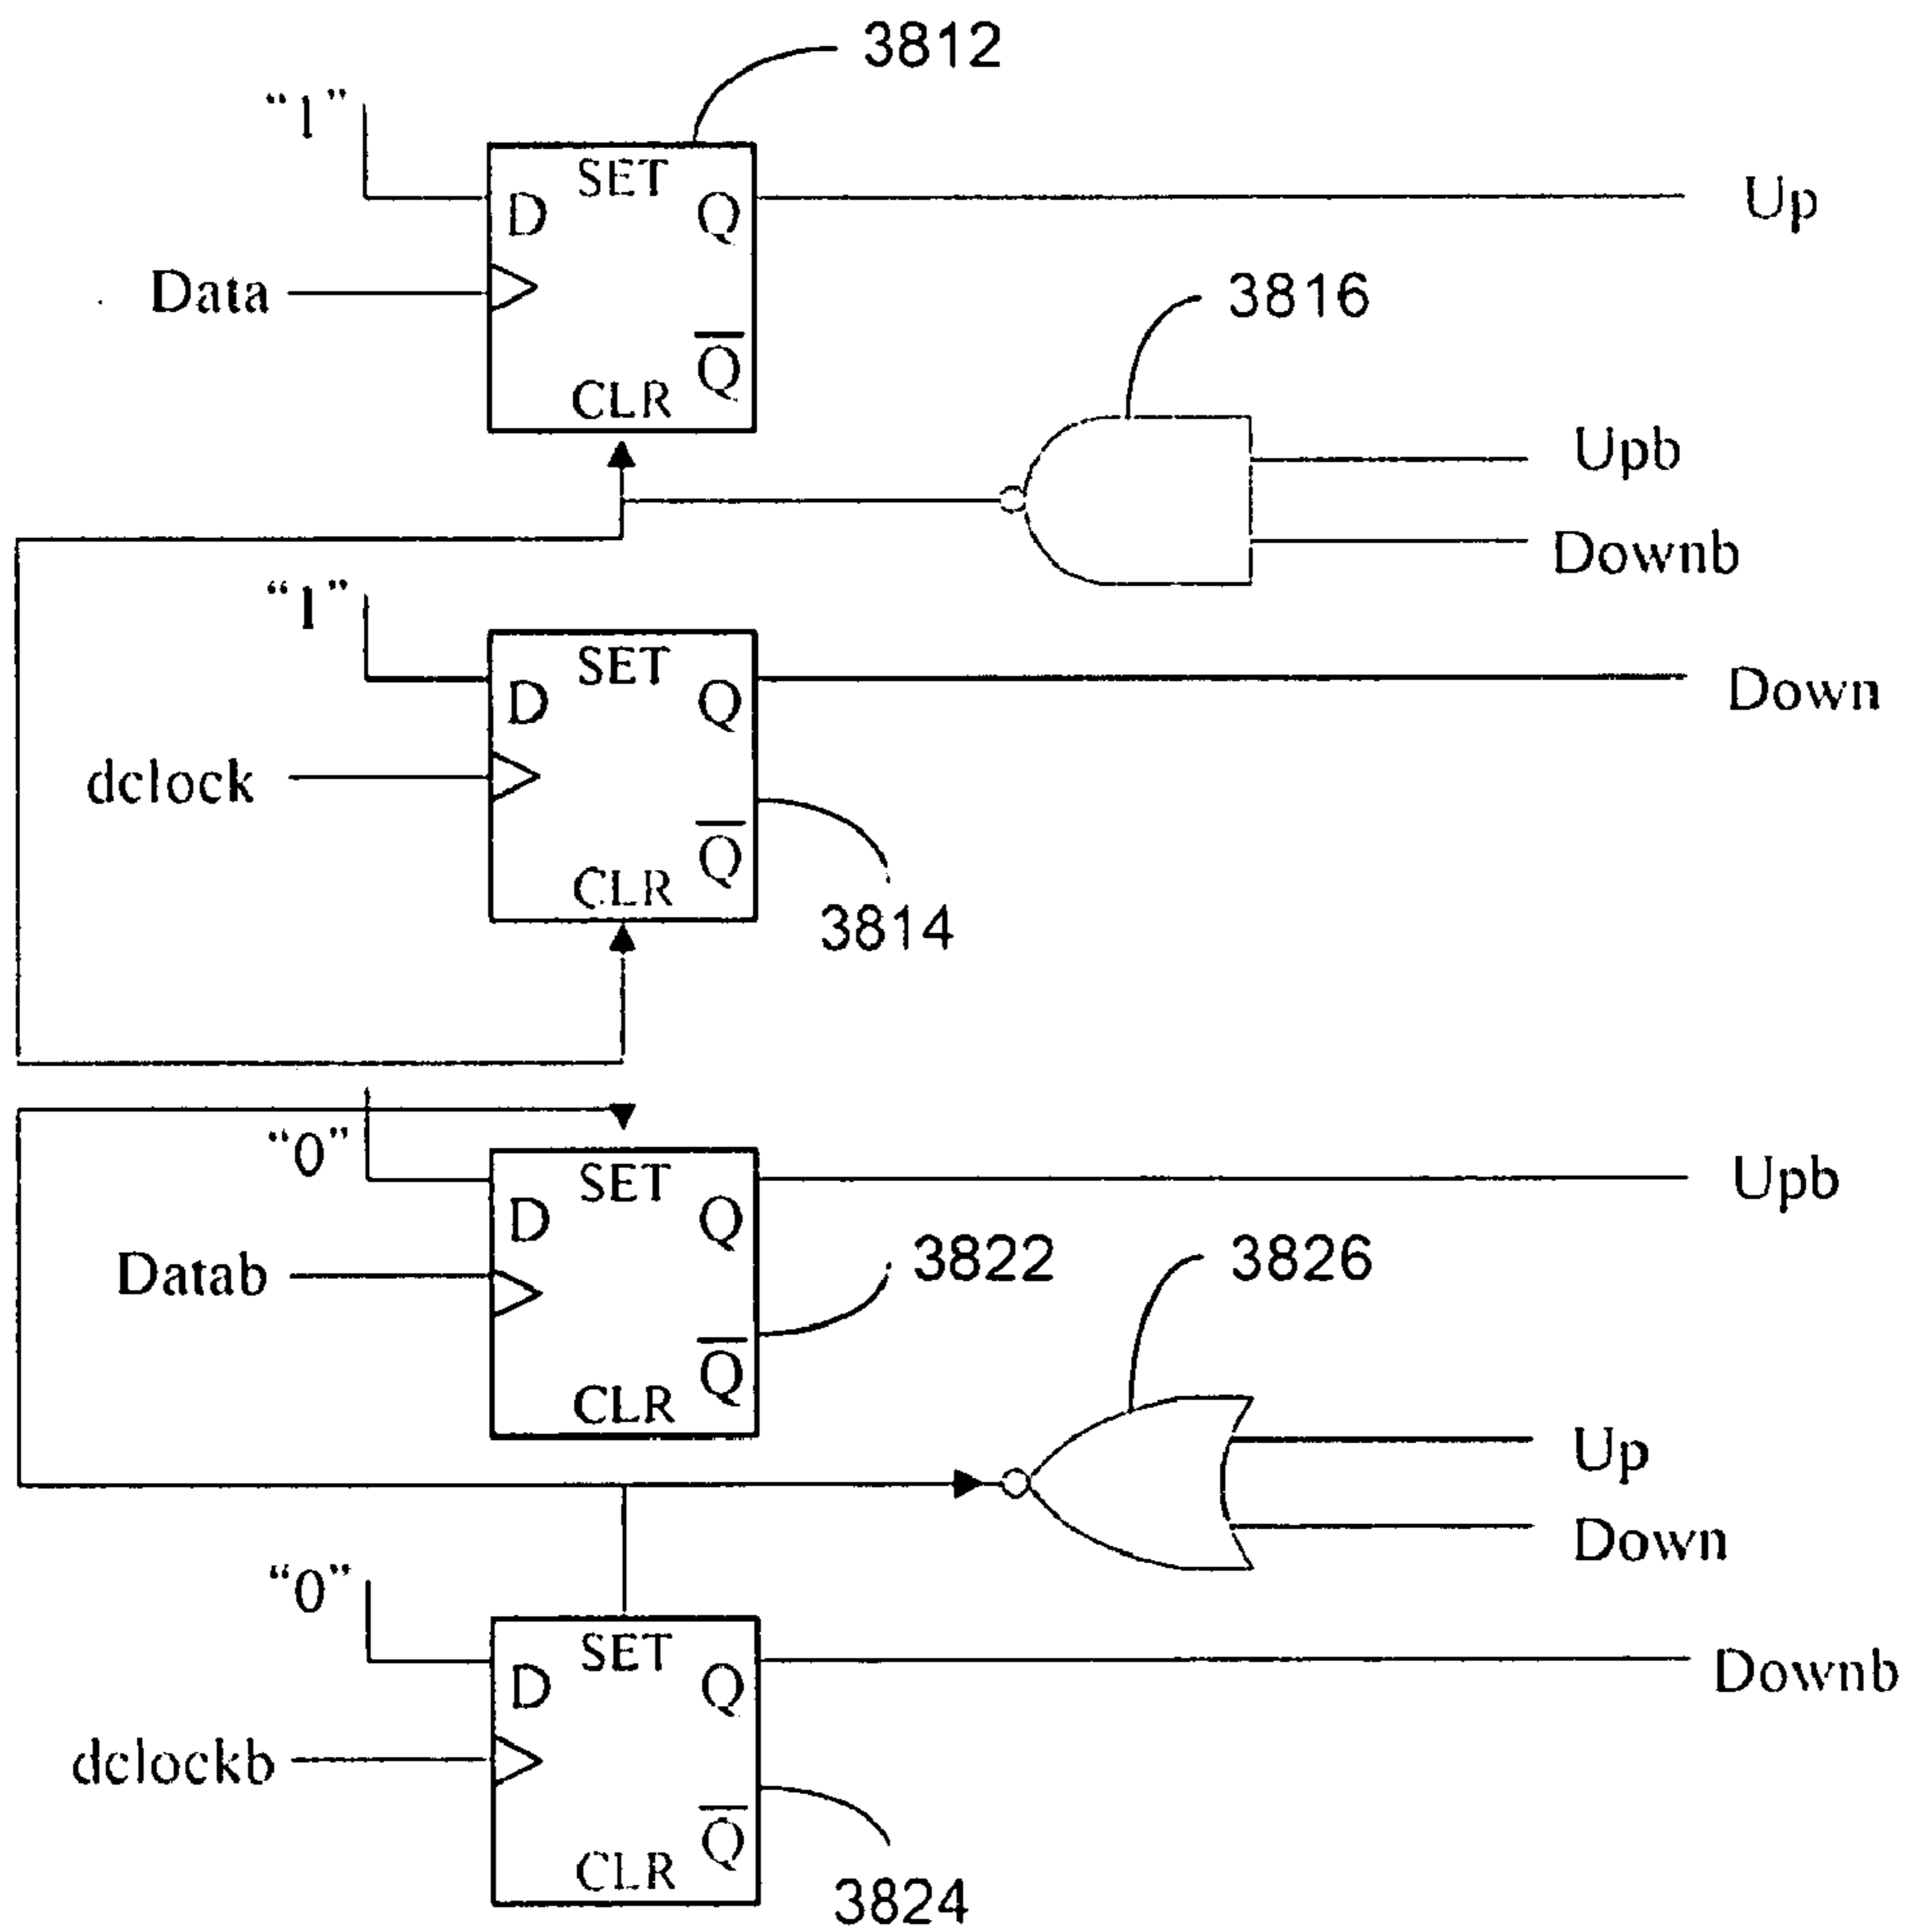 3812
“1”
SET
D
Q
Up
Data
3816
Q
CLR
Upb
Downb
“1”
SET
D
Q
Down
dclock
Q
CLR
3814
“0”
SET
D
Q
Upb
Datab
3822
3826
Q
CLR
Up
Down
“0”
SET
D
Q
Downb
dclockb
Q
CLR
3824